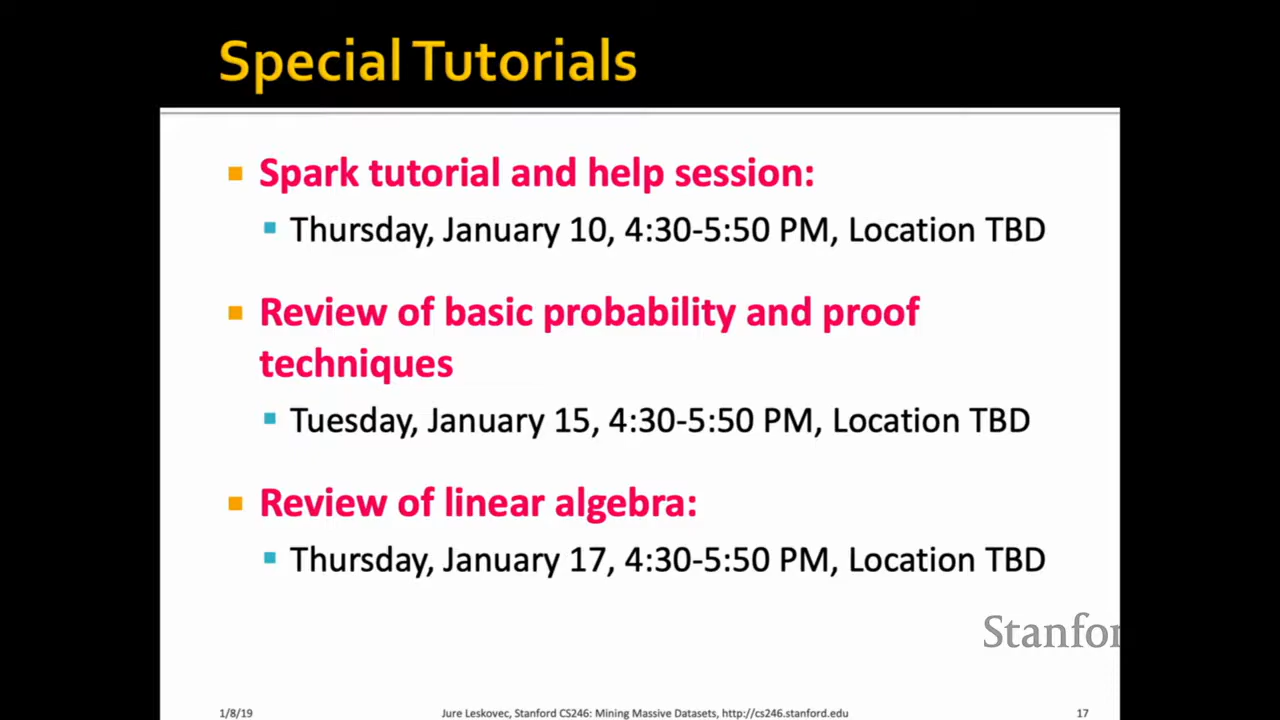 Special Tutorials
Spark tutorial and help session:
Thursday, January 10, 4:30-5:50 PM, Location TBD
Review of basic probability and proof
techniques
Tuesday, January 15, 4:30-5:50 PM, Location TBD
Review of linear algebra:
Thursday, January 17, 4:30-5:50 PM, Location TBD
Stanfor
1/8/19
Jure Leskovec, Stanford CS246: Mining Massive Datasets, http://cs246.stanford.edu
17